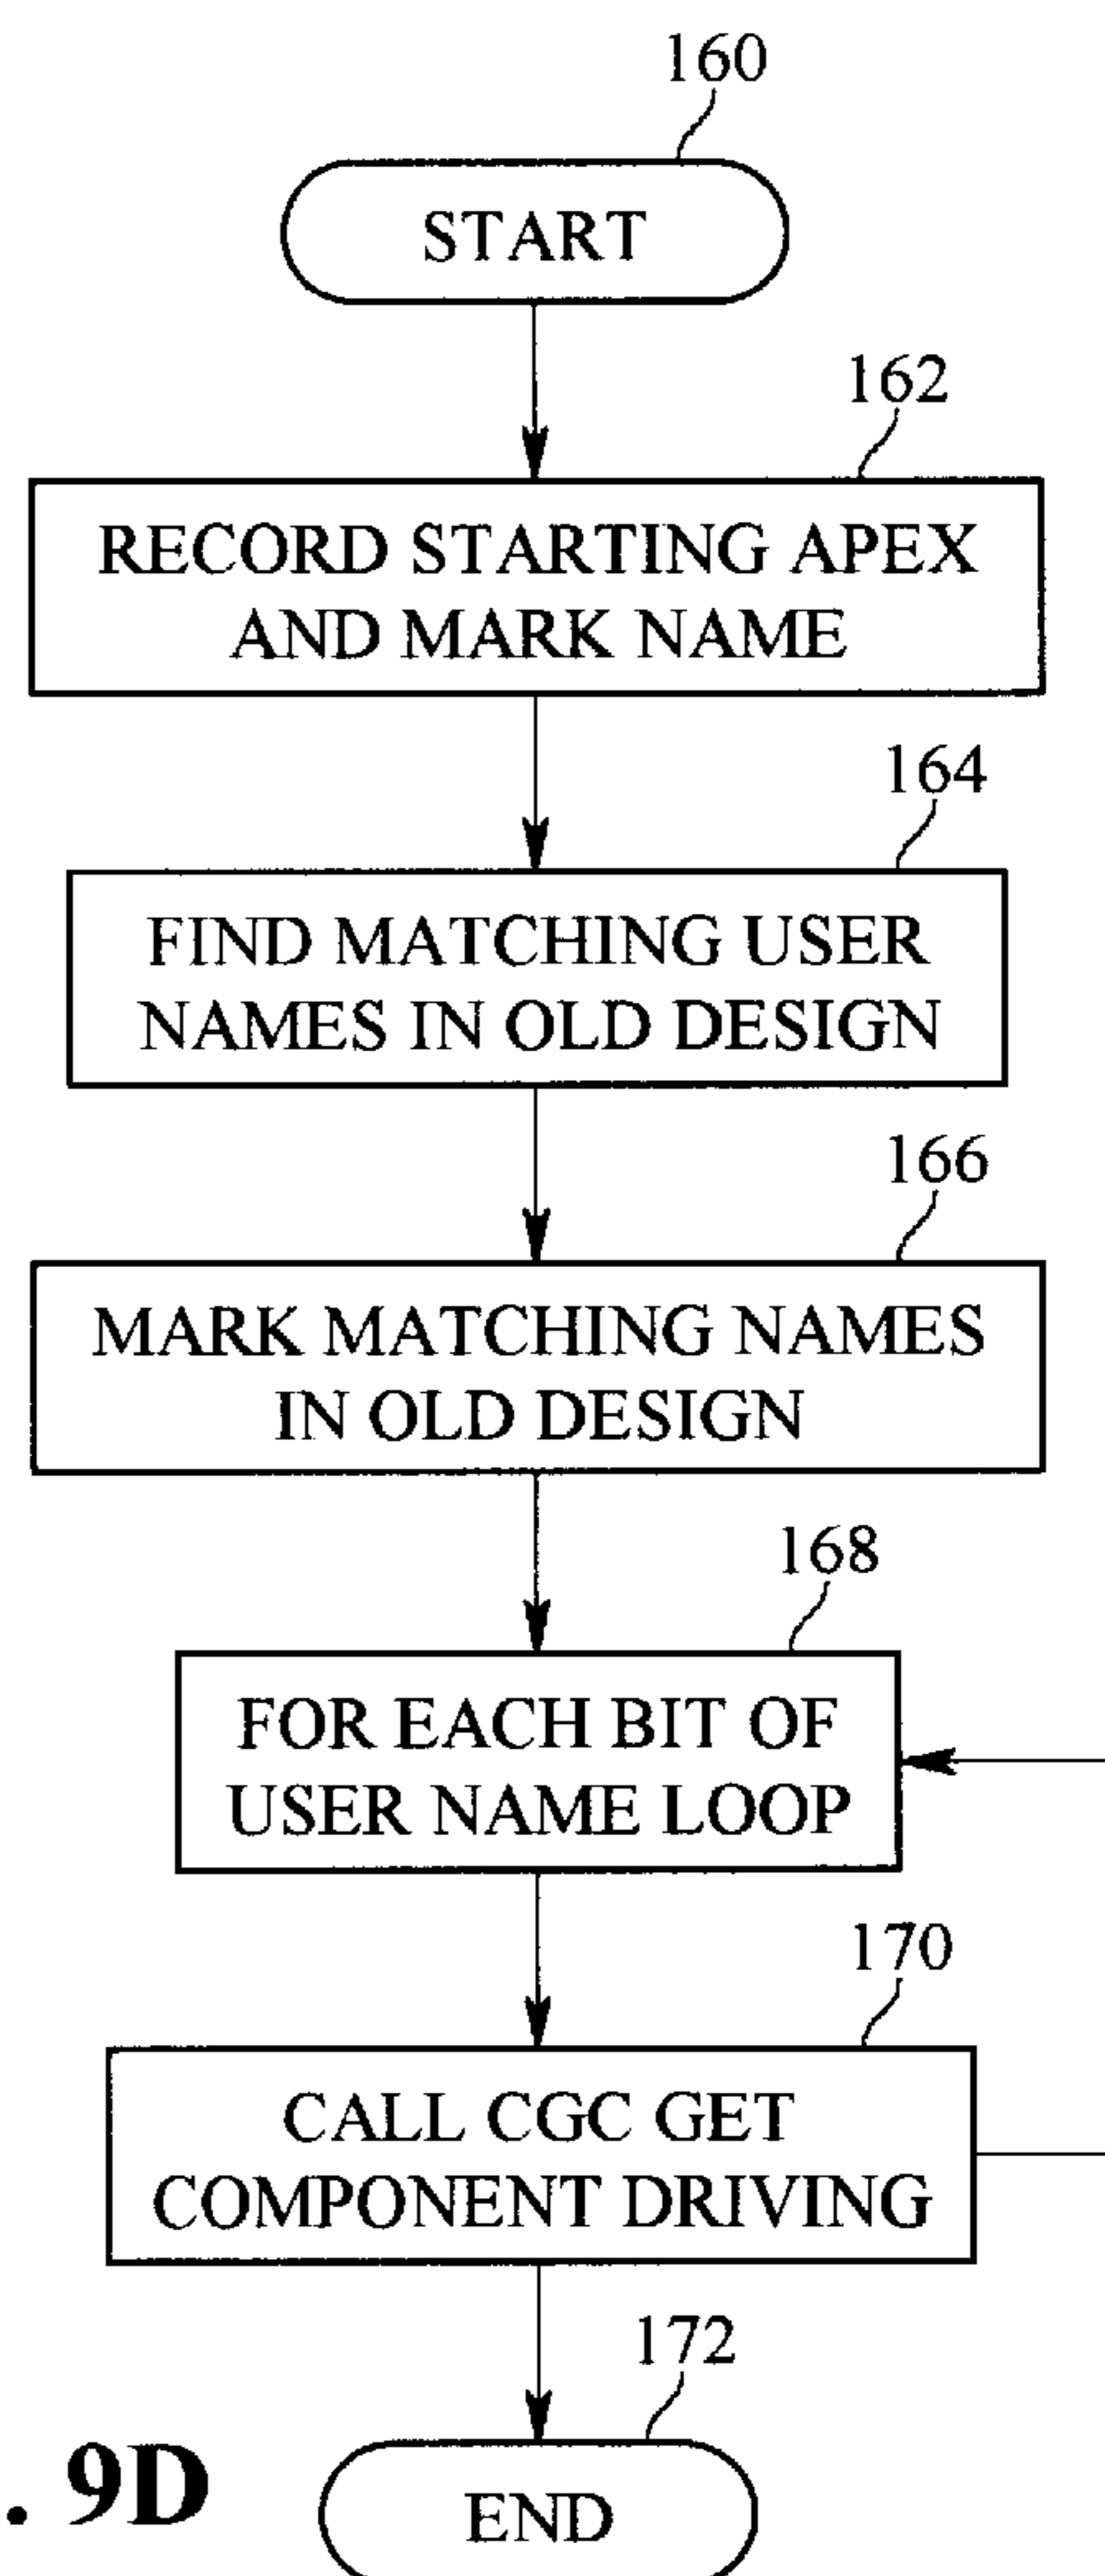 160
START
162
RECORD STARTING APEX
AND MARK NAME
164
FIND MATCHING USER
NAMES IN OLD DESIGN
166
MARK MATCHING NAMES
IN OLD DESIGN
168
FOR EACH BIT OF
USER NAME LOOP
170
CALL CGC GET
COMPONENT DRIVING
172
. 9D
END